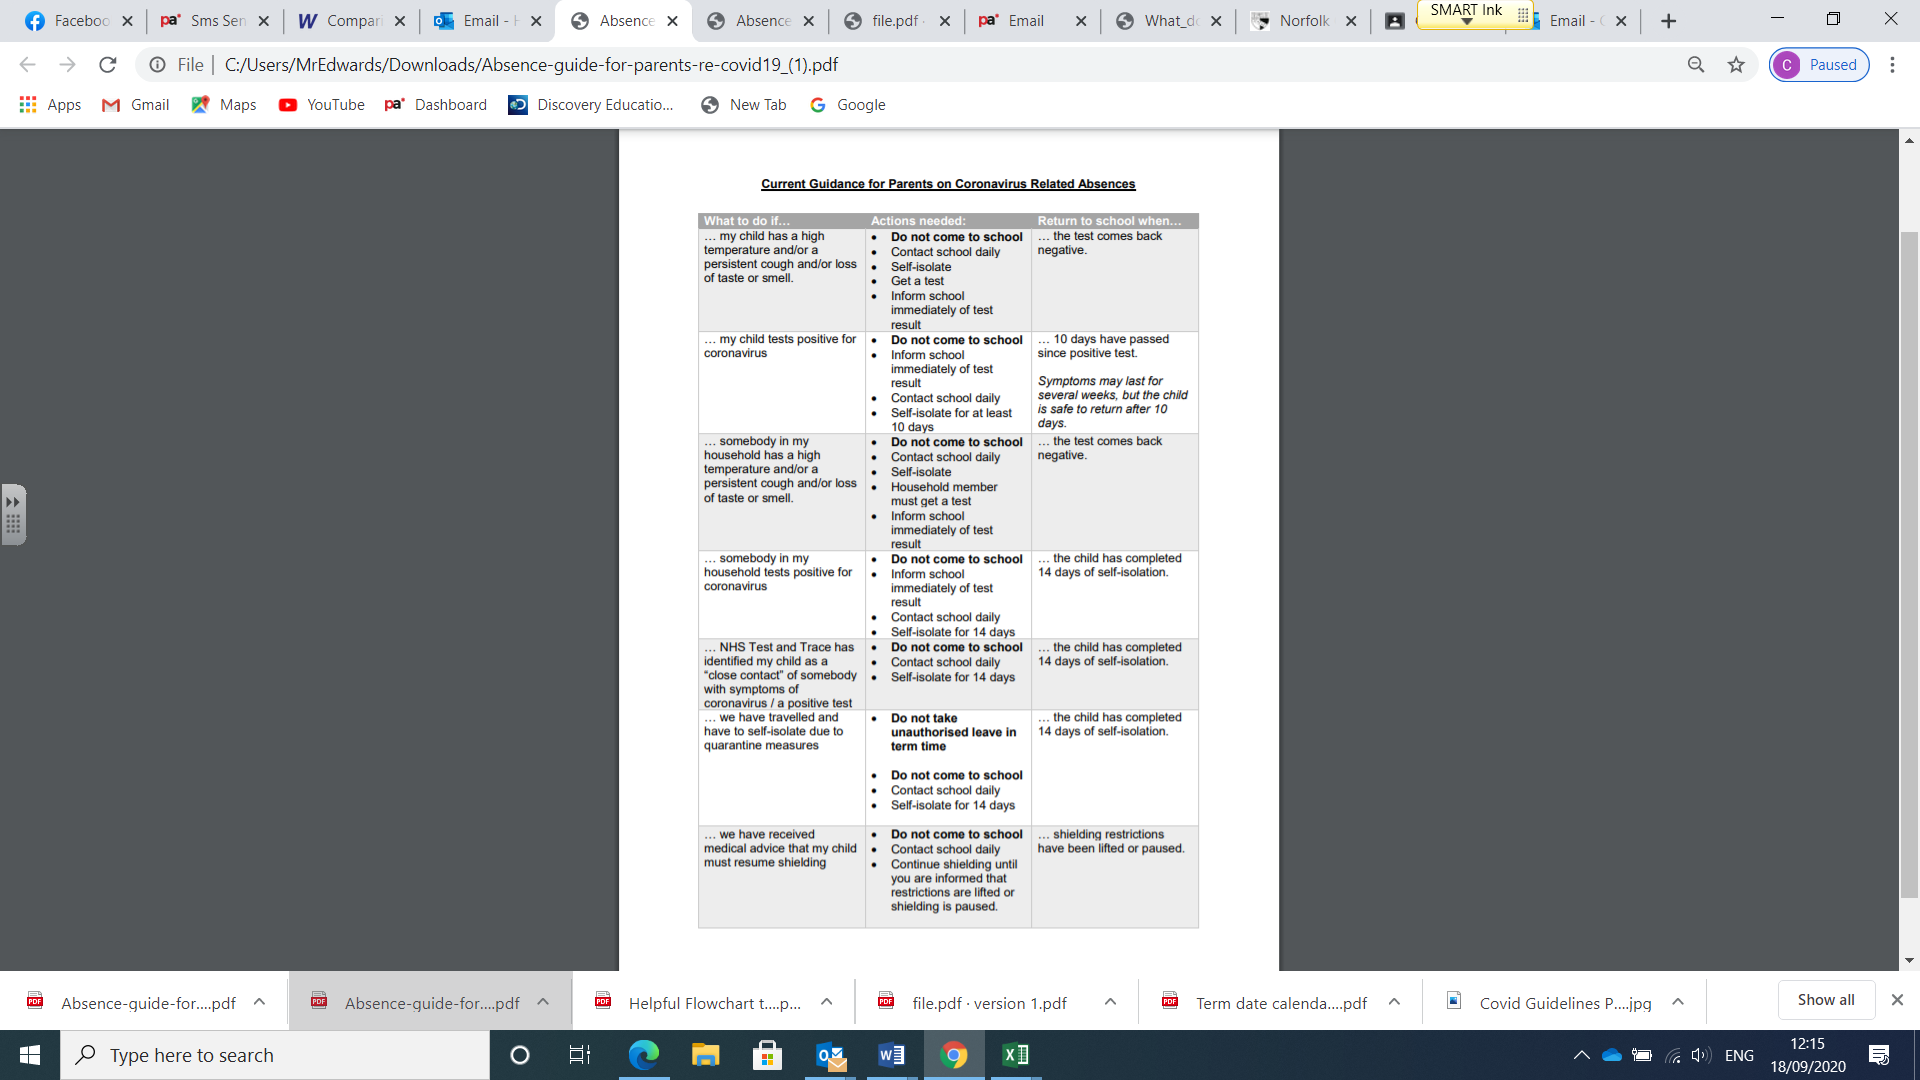 Faceboo
Sms Sen
Compari
Email - H
Absence
Absence
file.pdf
Email
What_do
Norfolk
SMART Ink
Email -
File
C:/Users/MrEdwards/Downloads/Absence-guide-for-parents-re-covid19_(1).pdf
C Paused
Apps
Gmail
Maps
YouTube
Dashboard
Discovery Educatio...
New Tab
Google
Current Guidance for Parents on Coronavirus Related Absences
What to do if…
Actions needed:
Return to school when…
… my child has a high
temperature and/or a
persistent cough and/or loss
of taste or smell.
• Do not come to school
• Contact school daily
• Self-isolate
• Get a test
• Inform school
immediately of test
result
… the test comes back
negative.
… my child tests positive for
coronavirus
• Do not come to school
• Inform school
immediately of test
result
• Contact school daily
• Self-isolate for at least
10 days
… 10 days have passed
since positive test.
Symptoms may last for
several weeks, but the child
is safe to return after 10
days.
… somebody in my
household has a high
temperature and/or a
persistent cough and/or loss
of taste or smell.
• Do not come to school
• Contact school daily
• Self-isolate
• Household member
must get a test
• Inform school
immediately of test
result
… the test comes back
negative.
… somebody in my
household tests positive for
coronavirus
• Do not come to school
• Inform school
immediately of test
result
• Contact school daily
• Self-isolate for 14 days
… the child has completed
14 days of self-isolation.
… NHS Test and Trace has
identified my child as a
“close contact” of somebody
with symptoms of
coronavirus / a positive test
• Do not come to school
• Contact school daily
• Self-isolate for 14 days
… the child has completed
14 days of self-isolation.
… we have travelled and
have to self-isolate due to
quarantine measures
• Do not take
unauthorised leave in
term time
• Do not come to school
• Contact school daily
• Self-isolate for 14 days
… the child has completed
14 days of self-isolation.
… we have received
medical advice that my child
must resume shielding
• Do not come to school
• Contact school daily
• Continue shielding until
you are informed that
restrictions are lifted or
shielding is paused.
… shielding restrictions
have been lifted or paused.
Absence-guide-for....pdf
Absence-guide-for....pdf
Helpful Flowchart t....p...
file.pdf · version 1.pdf
Term date calenda....pdf
Covid Guidelines P....jpg
Show all
Type here to search
ENG
12:15
18/09/2020